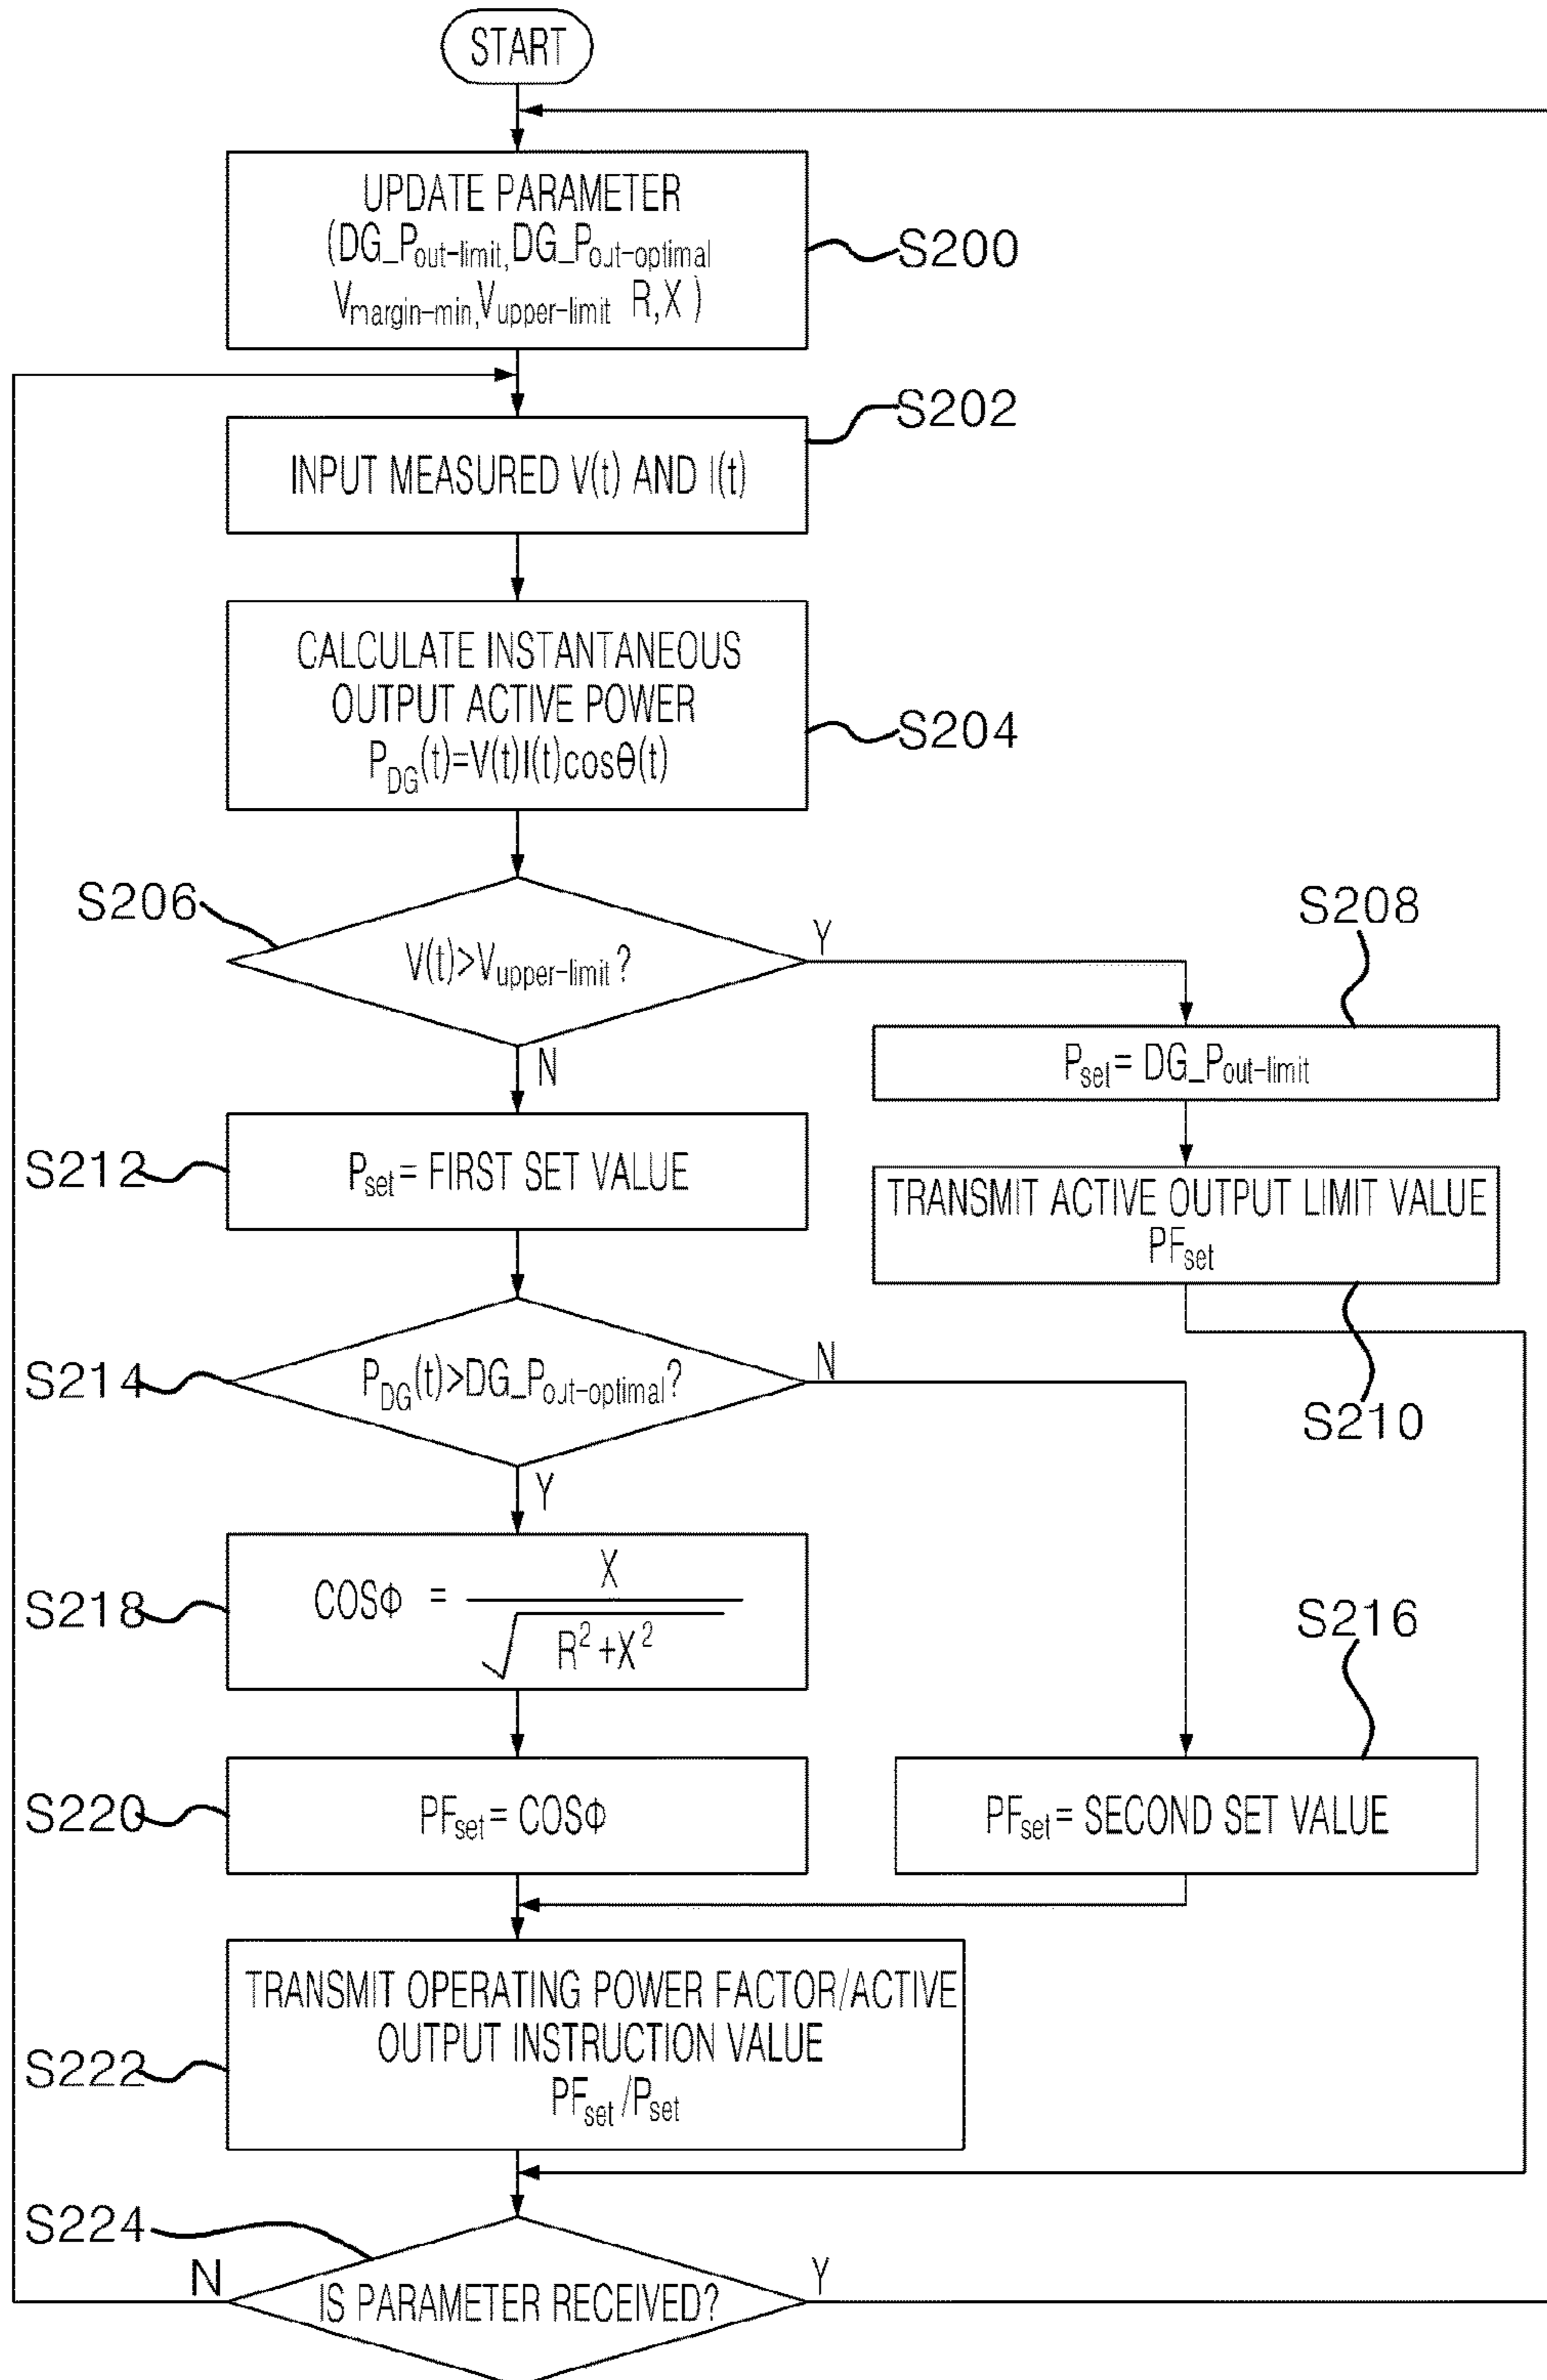 START
UPDATE PARAMETER
(DG_Pout-limit,DG_Pout-optimal
Vmargin-min,Vupper-limit R,X )
S200
S202
INPUT MEASURED V(t) AND I(t)
CALCULATE INSTANTANEOUS
OUTPUT ACTIVE POWER
PDG(t)=V(t)I(t)cosθ(t)
S204
S206
V(t)>Vupper-limit?
Y
N
S208
Pset= DG_Pout-limit
S212
Pset= FIRST SET VALUE
TRANSMIT ACTIVE OUTPUT LIMIT VALUE
PFset
S210
S214
PDG(t)>DG_Pout-optimal?
N
Y
S218
COSΦ = X / √R²+X²
S216
S220
PFset= COSΦ
PFset= SECOND SET VALUE
TRANSMIT OPERATING POWER FACTOR/ACTIVE
OUTPUT INSTRUCTION VALUE
PFset/Pset
S222
S224
N
IS PARAMETER RECEIVED?
Y